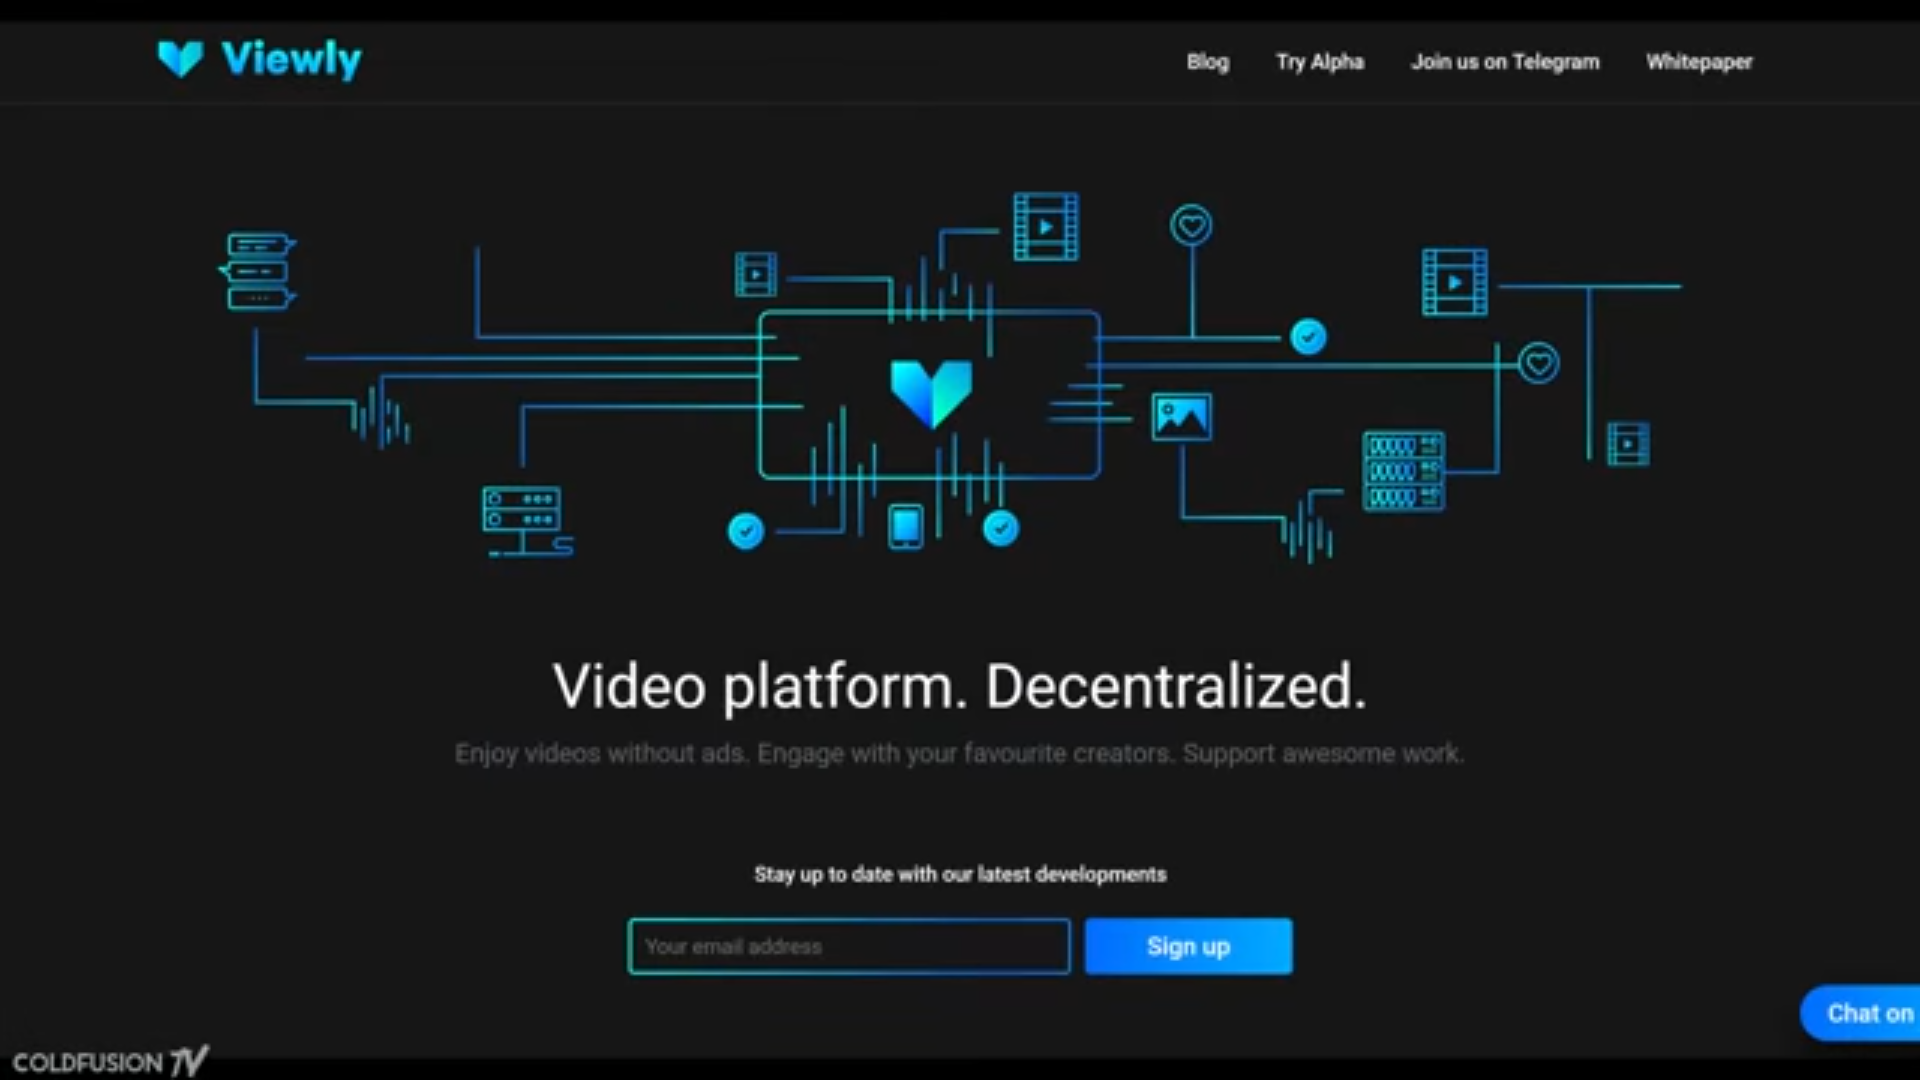 Viewly
Blog
Try Alpha
Join us on Telegram
Whitepaper
Video platform. Decentralized.
Enjoy videos without ads. Engage with your favourite creators. Support awesome work.
Stay up to date with our latest developments
Your email address
Sign up
Chat on
COLDFUSION TV